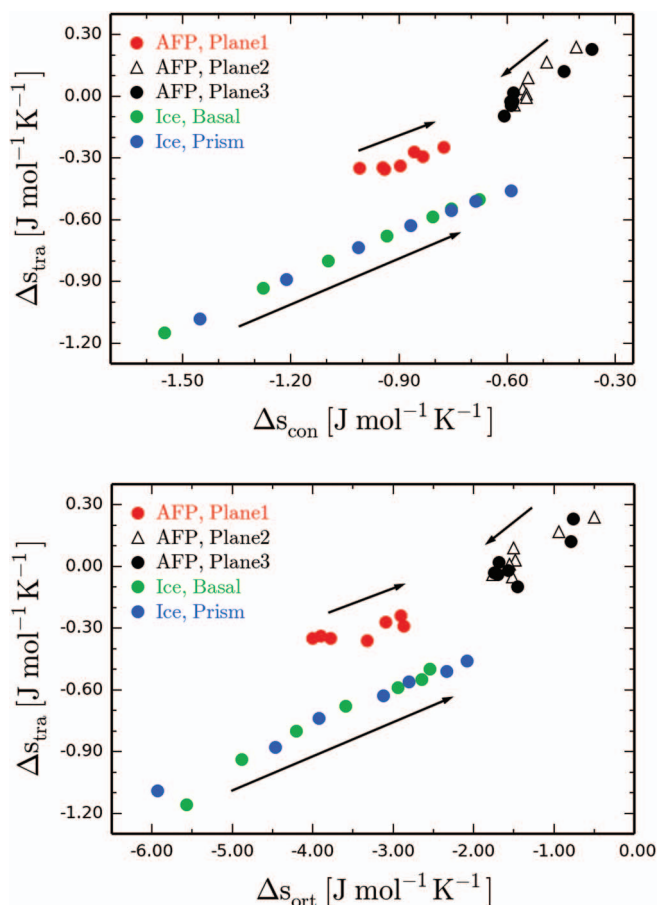 0.30
0.00
-0.30
-0.60
-0.90
-1.20
Δs_tra [J mol⁻¹ K⁻¹]
AFP, Plane1
AFP, Plane2
AFP, Plane3
Ice, Basal
Ice, Prism
-1.50 -1.20 -0.90 -0.60 -0.30
Δs_con [J mol⁻¹ K⁻¹]
0.30
0.00
-0.30
-0.60
-0.90
-1.20
Δs_tra [J mol⁻¹ K⁻¹]
AFP, Plane1
AFP, Plane2
AFP, Plane3
Ice, Basal
Ice, Prism
-6.00 -5.00 -4.00 -3.00 -2.00 -1.00 0.00
Δs_ort [J mol⁻¹ K⁻¹]